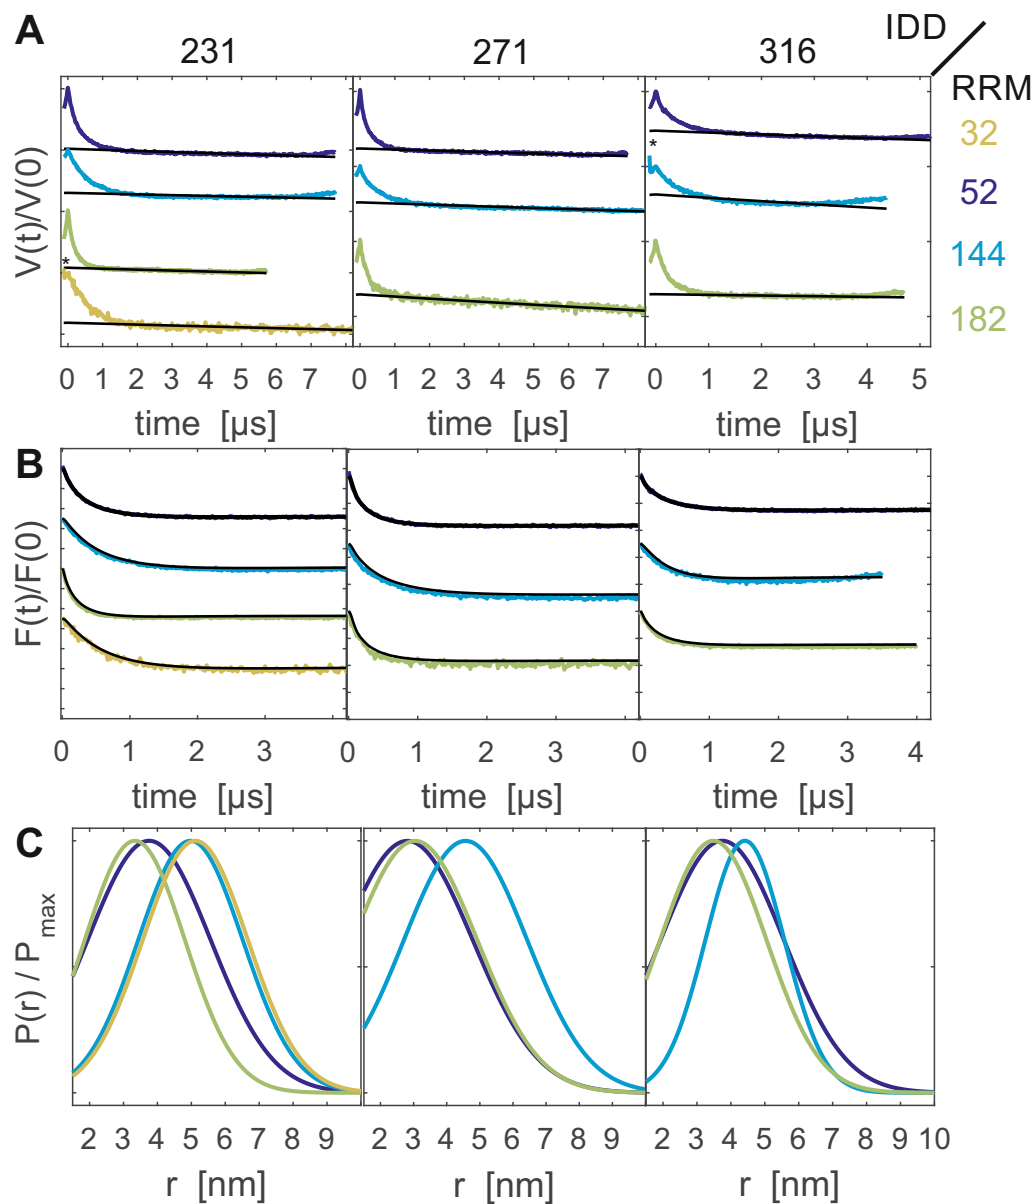 A
231
271
316
IDD
RRM
32
52
144
182
V(t)/V(0)
*
*
0 1 2 3 4 5 6 7
0 1 2 3 4 5 6 7
0 1 2 3 4 5
time [µs]
time [µs]
time [µs]
B
F(t)/F(0)
0 1 2 3
0 1 2 3
0 1 2 3 4
time [µs]
time [µs]
time [µs]
C
P(r) / Pmax
2 3 4 5 6 7 8 9
2 3 4 5 6 7 8 9
2 3 4 5 6 7 8 9 10
r [nm]
r [nm]
r [nm]